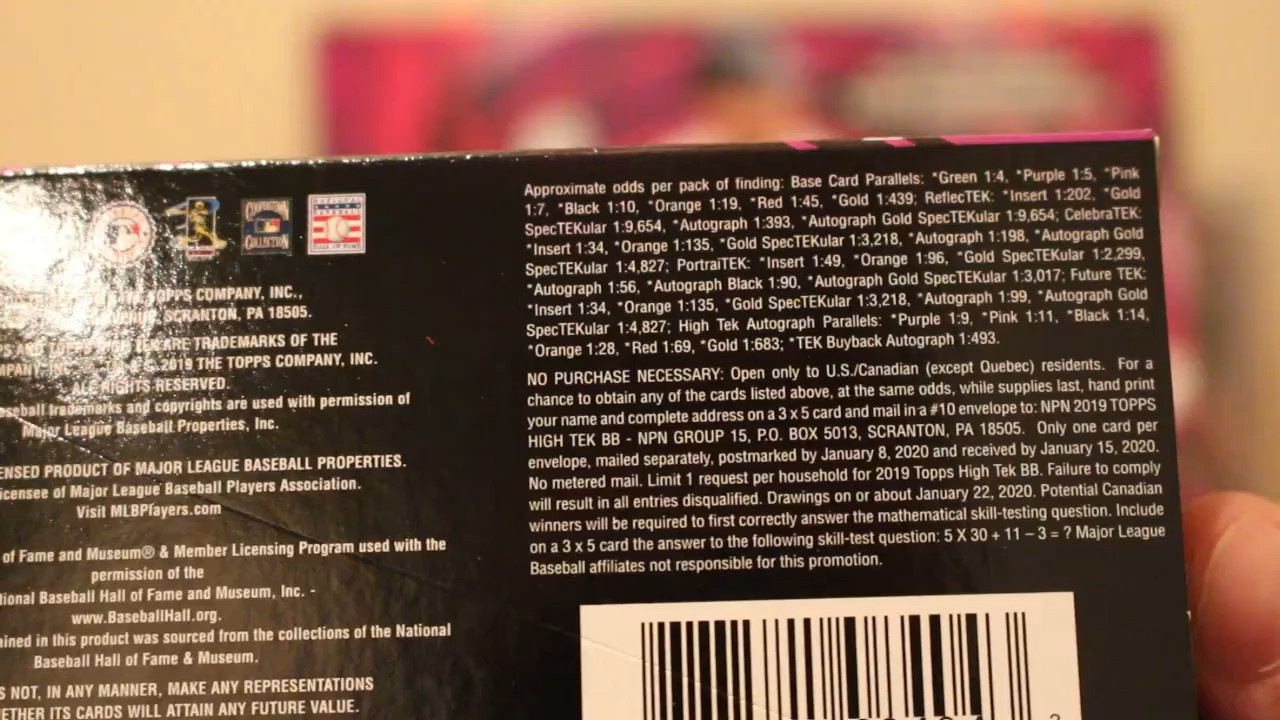 TOPPS COMPANY, INC.,
SCRANTON, PA 18505.
ARE TRADEMARKS OF THE
2019 THE TOPPS COMPANY, INC.
ALL RIGHTS RESERVED.
baseball trademarks and copyrights are used with permission of
Major League Baseball Properties, Inc.
PRODUCT OF MAJOR LEAGUE BASEBALL PROPERTIES.
licensee of Major League Baseball Players Association.
Visit MLBPlayers.com
of Fame and Museum® & Member Licensing Program used with the
permission of the
Baseball Hall of Fame and Museum, Inc. -
www.BaseballHall.org.
in this product was sourced from the collections of the National
Baseball Hall of Fame & Museum.
NOT, IN ANY MANNER, MAKE ANY REPRESENTATIONS
ITS CARDS WILL ATTAIN ANY FUTURE VALUE.
Approximate odds per pack of finding: Base Card Parallels: *Green 1:4, *Purple 1:5, *Pink
1:7, *Black 1:10, *Orange 1:19, *Red 1:45, *Gold 1:439; ReflecTEK: *Insert 1:202, *Gold
SpecTEKular 1:9,654, *Autograph 1:393, *Autograph Gold SpecTEKular 1:9,654; CelebraTEK:
*Insert 1:34, *Orange 1:135, *Gold SpecTEKular 1:3,218, *Autograph 1:198, *Autograph Gold
SpecTEKular 1:4,827; PortraiTEK: *Insert 1:49, *Orange 1:96, *Gold SpecTEKular 1:2,299,
*Autograph 1:56, *Autograph Black 1:90, *Autograph Gold SpecTEKular 1:3,017; Future TEK:
*Insert 1:34, *Orange 1:135, *Gold SpecTEKular 1:3,218, *Autograph 1:99, *Autograph Gold
SpecTEKular 1:4,827; High Tek Autograph Parallels: *Purple 1:9, *Pink 1:11, *Black 1:14,
*Orange 1:28, *Red 1:69, *Gold 1:683; *TEK Buyback Autograph 1:493.
NO PURCHASE NECESSARY: Open only to U.S./Canadian (except Quebec) residents. For a
chance to obtain any of the cards listed above, at the same odds, while supplies last, hand print
your name and complete address on a 3 x 5 card and mail in a #10 envelope to: NPN 2019 TOPPS
HIGH TEK BB - NPN GROUP 15, P.O. BOX 5013, SCRANTON, PA 18505. Only one card per
envelope, mailed separately, postmarked by January 8, 2020 and received by January 15, 2020.
No metered mail. Limit 1 request per household for 2019 Topps High Tek BB. Failure to comply
will result in all entries disqualified. Drawings on or about January 22, 2020. Potential Canadian
winners will be required to first correctly answer the mathematical skill-testing question. Include
on a 3 x 5 card the answer to the following skill-test question: 5 X 30 + 11 – 3 = ? Major League
Baseball affiliates not responsible for this promotion.